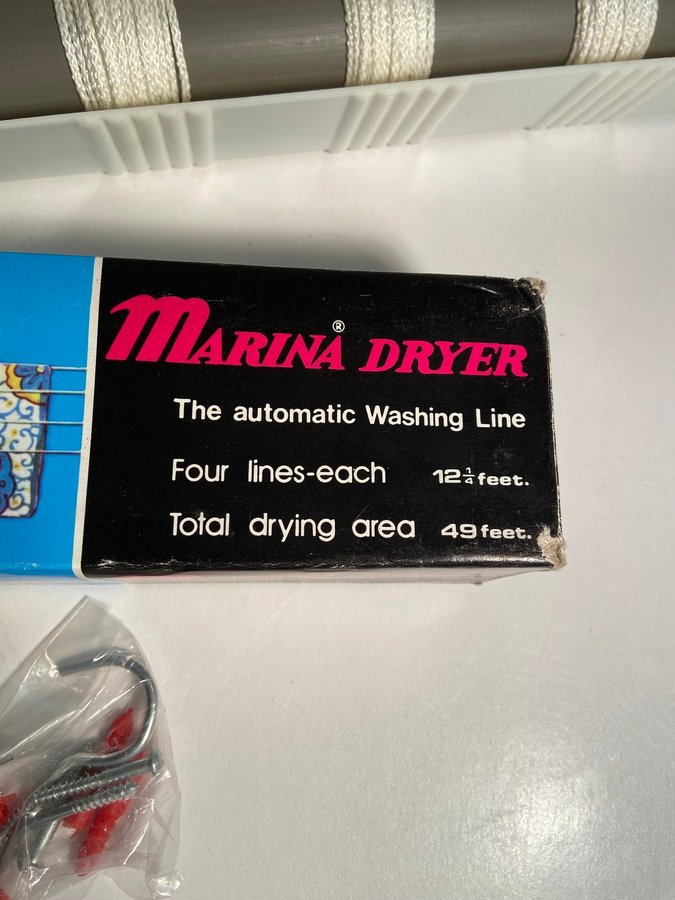 MARINA® DRYER
The automatic Washing Line
Four lines-each 12¼ feet.
Total drying area 49 feet.